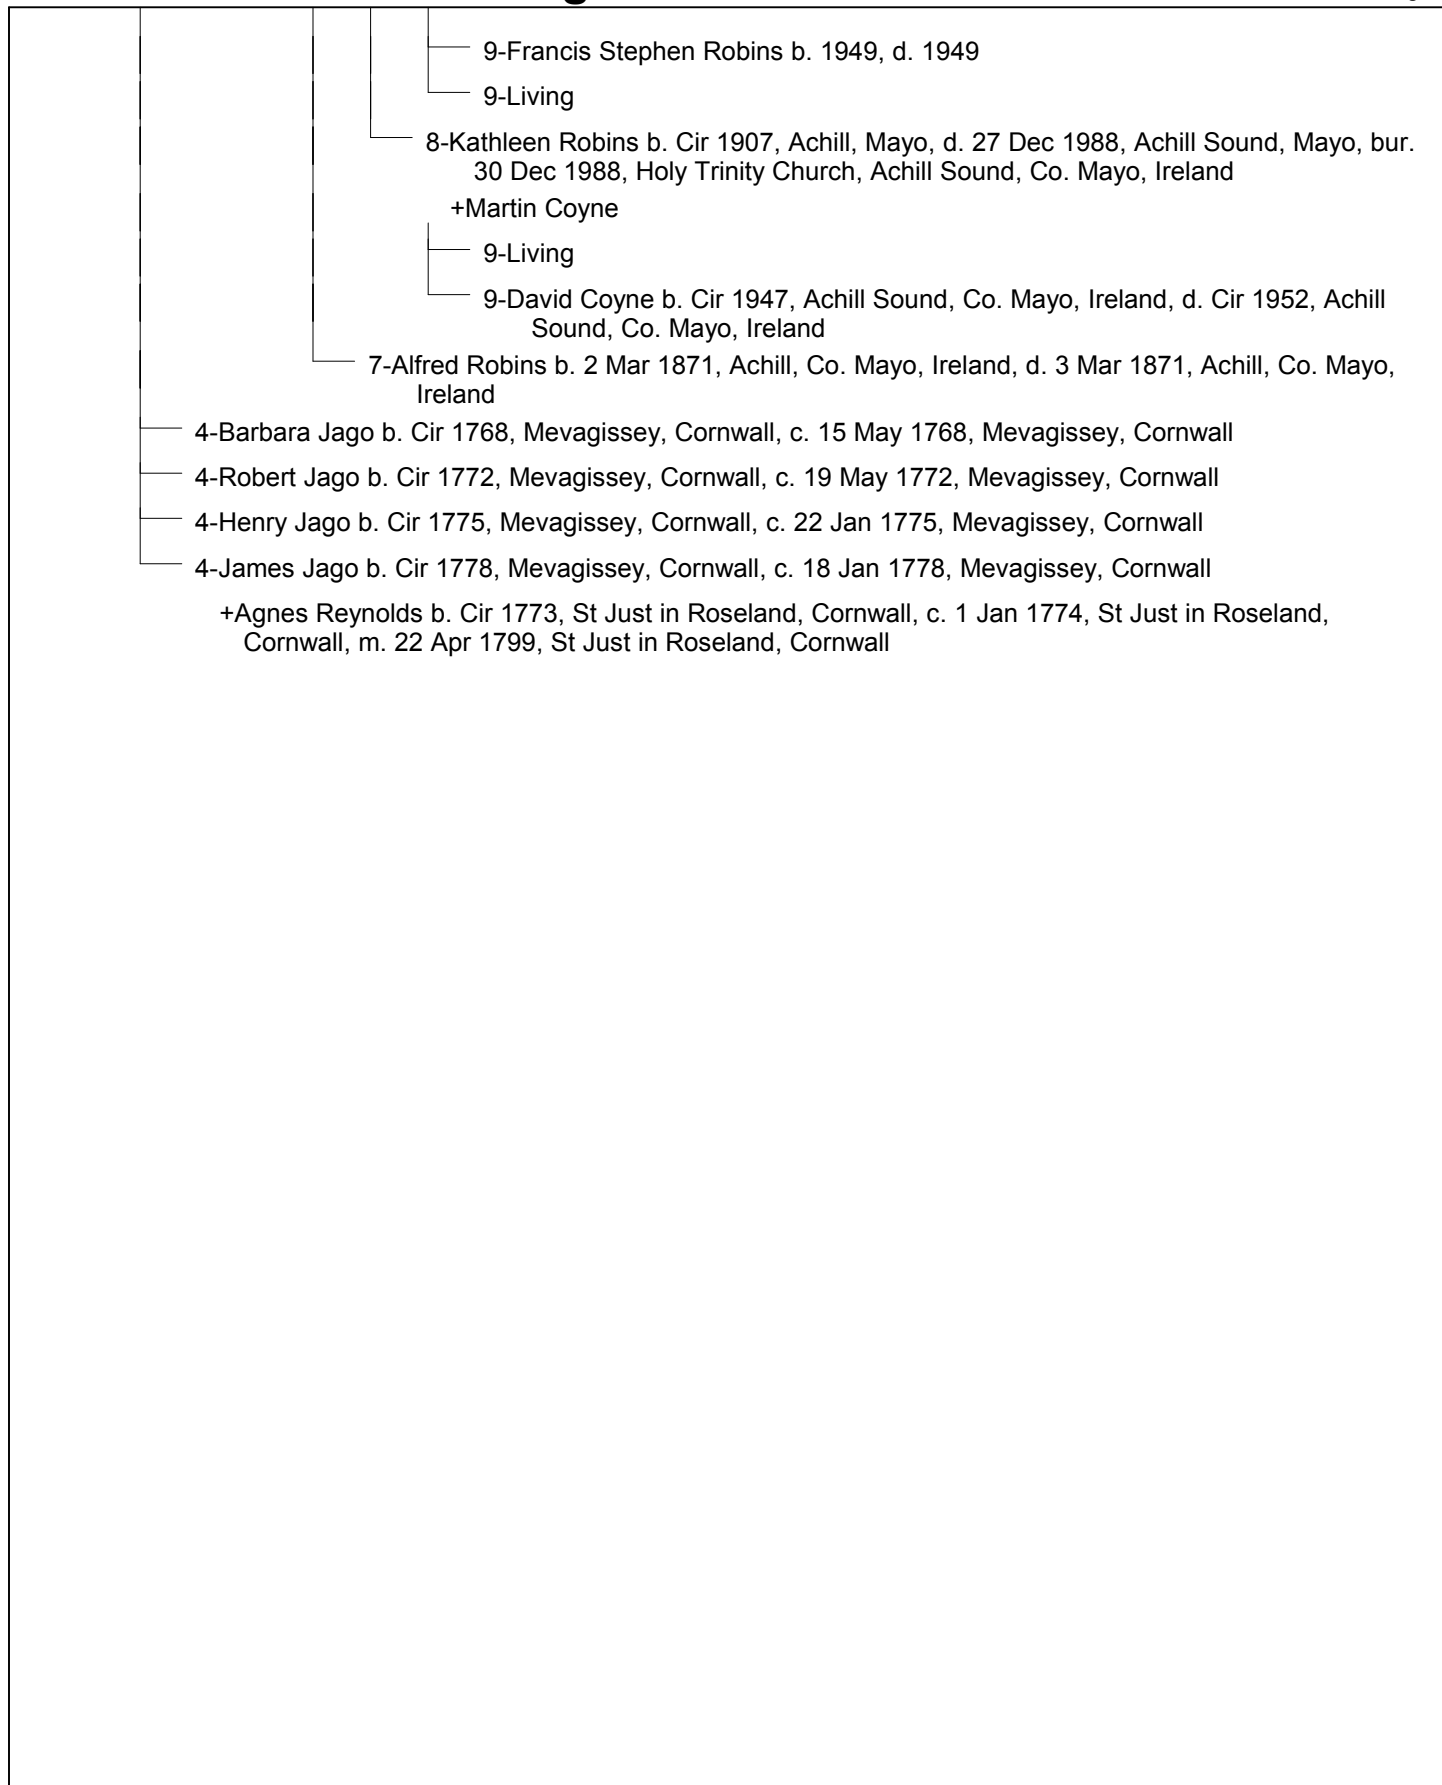 9-Francis Stephen Robins b. 1949, d. 1949
9-Living
8-Kathleen Robins b. Cir 1907, Achill, Mayo, d. 27 Dec 1988, Achill Sound, Mayo, bur.
30 Dec 1988, Holy Trinity Church, Achill Sound, Co. Mayo, Ireland
+Martin Coyne
9-Living
9-David Coyne b. Cir 1947, Achill Sound, Co. Mayo, Ireland, d. Cir 1952, Achill
Sound, Co. Mayo, Ireland
7-Alfred Robins b. 2 Mar 1871, Achill, Co. Mayo, Ireland, d. 3 Mar 1871, Achill, Co. Mayo,
Ireland
4-Barbara Jago b. Cir 1768, Mevagissey, Cornwall, c. 15 May 1768, Mevagissey, Cornwall
4-Robert Jago b. Cir 1772, Mevagissey, Cornwall, c. 19 May 1772, Mevagissey, Cornwall
4-Henry Jago b. Cir 1775, Mevagissey, Cornwall, c. 22 Jan 1775, Mevagissey, Cornwall
4-James Jago b. Cir 1778, Mevagissey, Cornwall, c. 18 Jan 1778, Mevagissey, Cornwall
+Agnes Reynolds b. Cir 1773, St Just in Roseland, Cornwall, c. 1 Jan 1774, St Just in Roseland,
Cornwall, m. 22 Apr 1799, St Just in Roseland, Cornwall